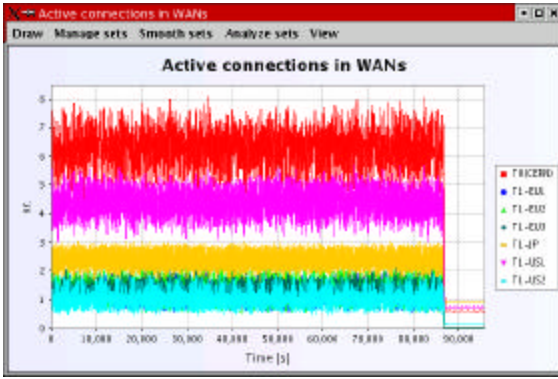 Active connections in WANs
Draw Manage sets Smooth sets Analyze sets View
Active connections in WANs
8
7
6
5
4
3
2
1
0
0 10,000 20,000 30,000 40,000 50,000 60,000 70,000 80,000 90,000
Time [s]
T0(CERN)
T1-EU1
T1-EU2
T1-EU3
T1-JP
T1-US1
T1-US2